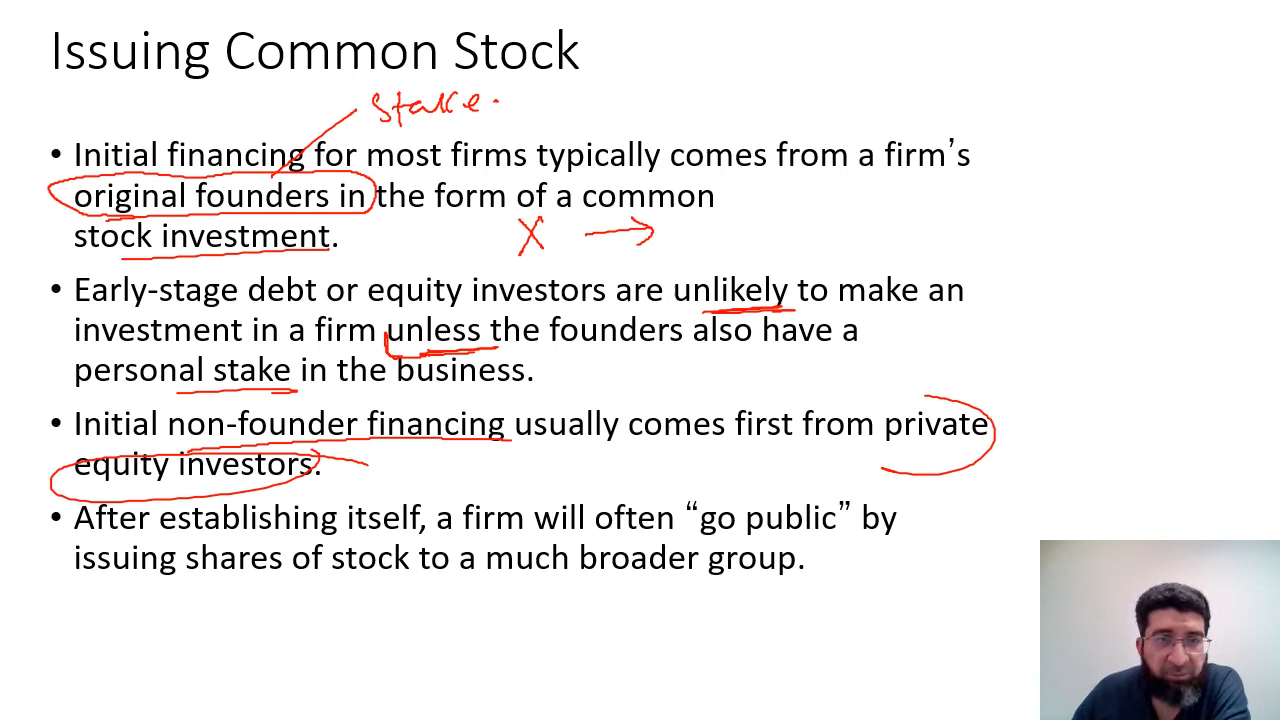 Issuing Common Stock
stake.
• Initial financing for most firms typically comes from a firm’s
original founders in the form of a common
stock investment.
X →
• Early-stage debt or equity investors are unlikely to make an
investment in a firm unless the founders also have a
personal stake in the business.
• Initial non-founder financing usually comes first from private
equity investors.
• After establishing itself, a firm will often “go public” by
issuing shares of stock to a much broader group.